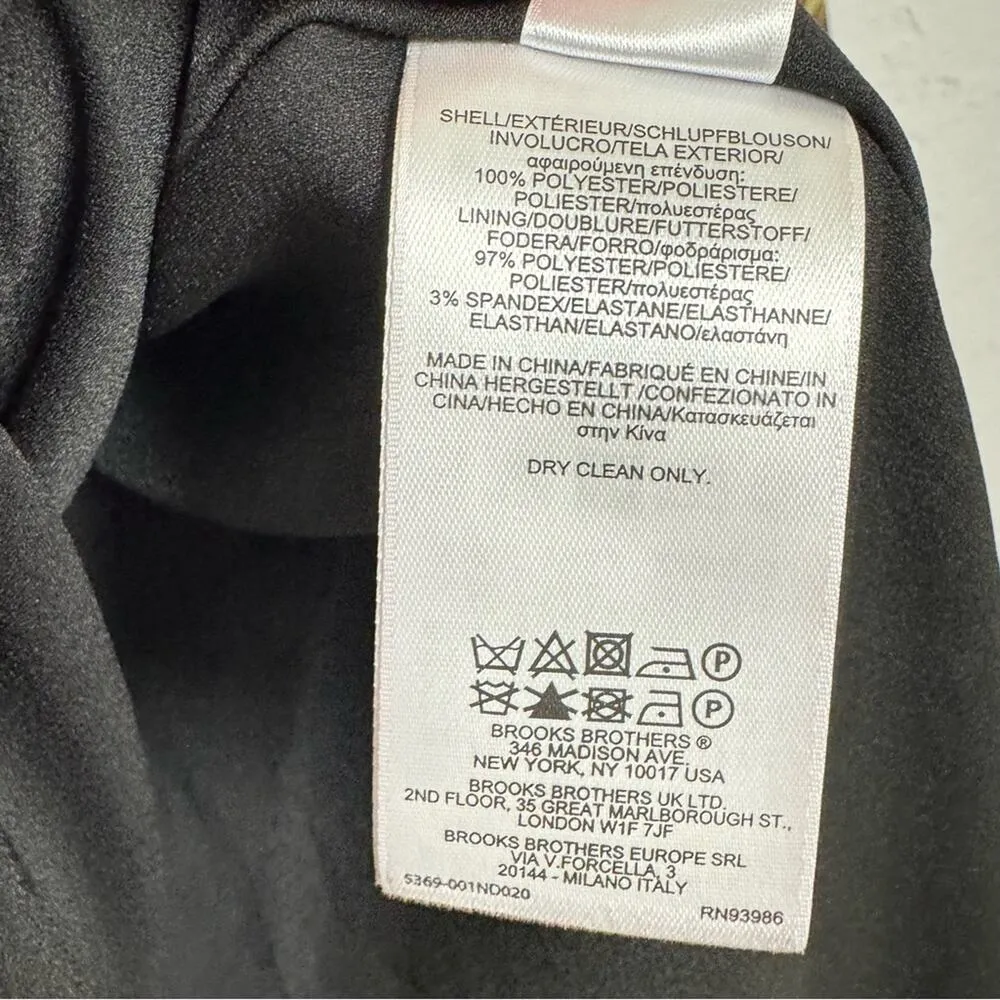 SHELL/EXTÉRIEUR/SCHLUPFBLOUSON/
INVOLUCRO/TELA EXTERIOR/
αφαιρούμενη επένδυση:
100% POLYESTER/POLIESTERE/
POLIESTER/πολυεστέρας
LINING/DOUBLURE/FUTTERSTOFF/
FODERA/FORRO/φοδράρισμα:
97% POLYESTER/POLIESTERE/
POLIESTER/πολυεστέρας
3% SPANDEX/ELASTANE/ELASTHANNE/
ELASTHAN/ELASTANO/ελαστάνη
MADE IN CHINA/FABRIQUÉ EN CHINE/IN
CHINA HERGESTELLT /CONFEZIONATO IN
CINA/HECHO EN CHINA/Κατασκευάζεται
στην Κίνα
DRY CLEAN ONLY.
P
P
BROOKS BROTHERS ®
346 MADISON AVE.
NEW YORK, NY 10017 USA
BROOKS BROTHERS UK LTD.
2ND FLOOR, 35 GREAT MARLBOROUGH ST.,
LONDON W1F 7JF
BROOKS BROTHERS EUROPE SRL
VIA V.FORCELLA, 3
20144 - MILANO ITALY
5369-001ND020
RN93986